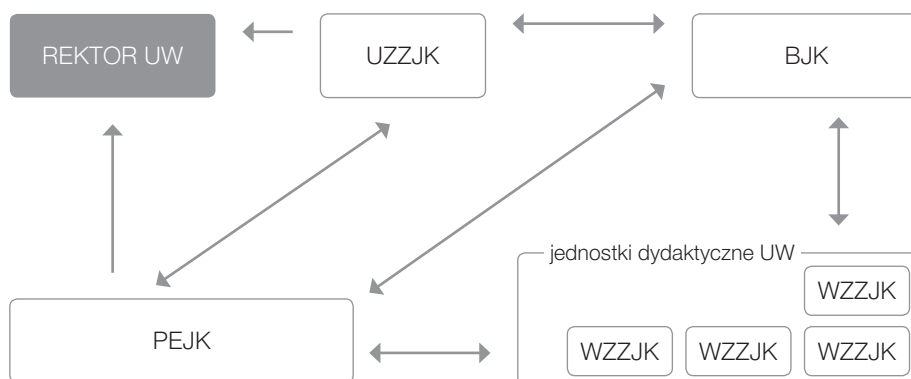 REKTOR UW
UZZJK
BJK
jednostki dydaktyczne UW
WZZJK
PEJK
WZZJK
WZZJK
WZZJK